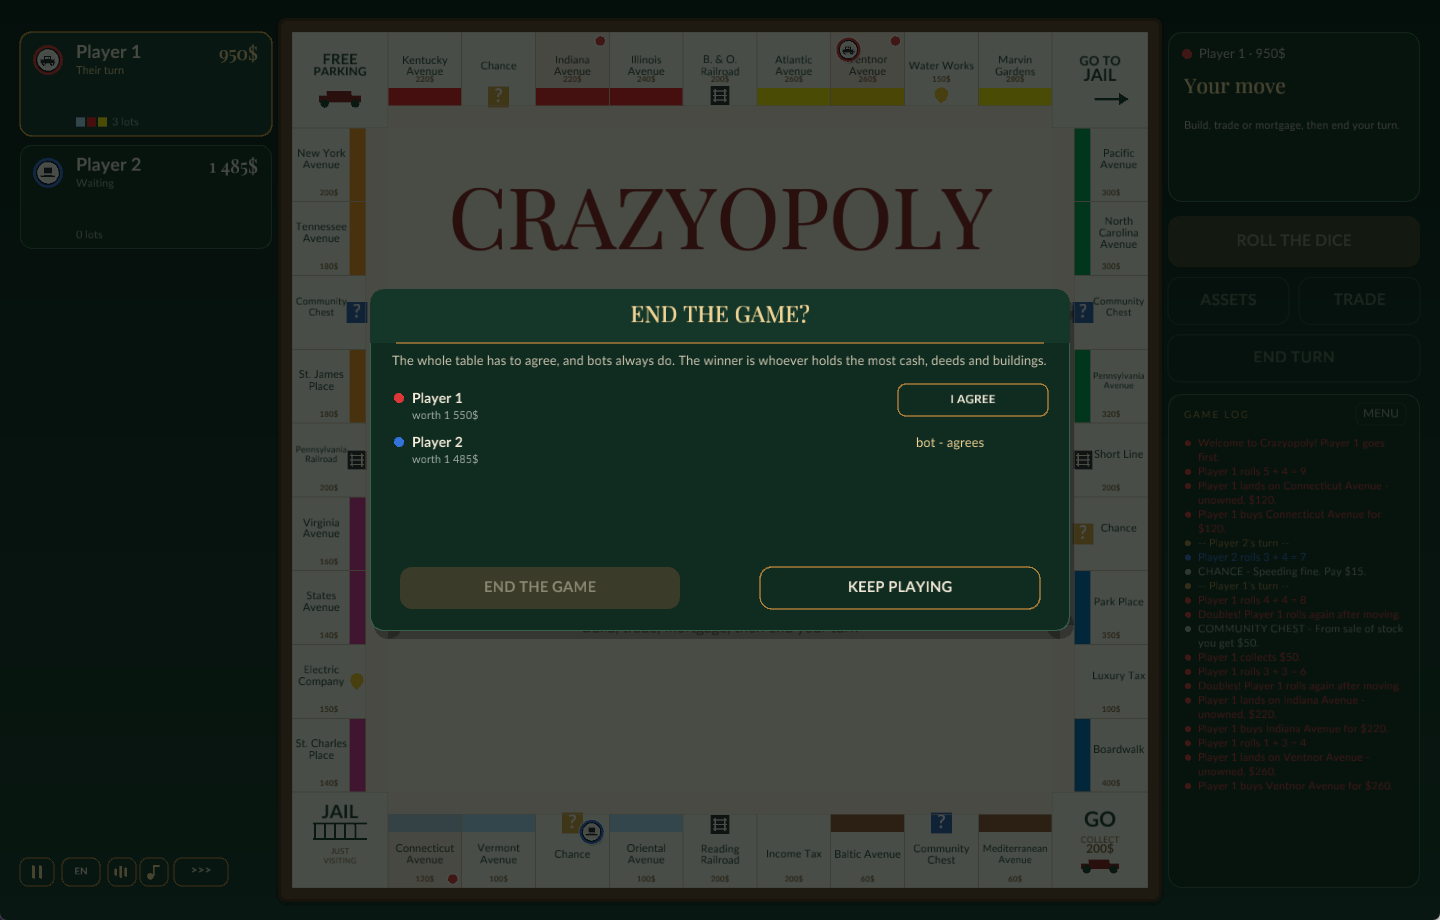 Player 1
950$
Their turn
3 lots
Player 2
1 485$
Waiting
0 lots
FREE
PARKING
Kentucky
Avenue
220$
Chance
?
Indiana
Avenue
220$
Illinois
Avenue
240$
B. & O.
Railroad
200$
Atlantic
Avenue
260$
Avenue
260$
Water Works
150$
Marvin
Gardens
280$
GO TO
JAIL
New York
Avenue
200$
Tennessee
Avenue
180$
Community
Chest
?
St. James
Place
180$
Pennsylvania
Railroad
200$
Virginia
Avenue
160$
States
Avenue
140$
Electric
Company
150$
St. Charles
Place
140$
CRAZYOPOLY
Pacific
Avenue
300$
North
Carolina
Avenue
300$
?
Community
Chest
Pennsylvania
Avenue
320$
Short Line
200$
?
Chance
Park Place
350$
Luxury Tax
100$
Boardwalk
400$
END THE GAME?
The whole table has to agree, and bots always do. The winner is whoever holds the most cash, deeds and buildings.
Player 1
worth 1 550$
I AGREE
Player 2
worth 1 485$
bot - agrees
END THE GAME
KEEP PLAYING
JAIL
JUST
VISITING
Connecticut
Avenue
120$
Vermont
Avenue
100$
?
Chance
Oriental
Avenue
100$
Reading
Railroad
200$
Income Tax
200$
Baltic Avenue
60$
?
Community
Chest
Mediterranean
Avenue
60$
GO
COLLECT
200$
EN
>>>
Player 1 · 950$
Your move
Build, trade or mortgage, then end your turn.
ROLL THE DICE
ASSETS
TRADE
END TURN
GAME LOG
MENU
Welcome to Crazyopoly! Player 1 goes
first.
Player 1 rolls 5 + 4 = 9
Player 1 lands on Connecticut Avenue -
unowned. $120.
Player 1 buys Connecticut Avenue for
$120.
-- Player 2's turn --
Player 2 rolls 3 + 4 = 7
CHANCE - Speeding fine. Pay $15.
-- Player 1's turn --
Player 1 rolls 4 + 4 = 8
Doubles! Player 1 rolls again after moving.
COMMUNITY CHEST - From sale of stock
you get $50.
Player 1 collects $50.
Player 1 rolls 3 + 3 = 6
Doubles! Player 1 rolls again after moving.
Player 1 lands on Indiana Avenue -
unowned. $220.
Player 1 buys Indiana Avenue for $220.
Player 1 rolls 1 + 3 = 4
Player 1 lands on Ventnor Avenue -
unowned. $260.
Player 1 buys Ventnor Avenue for $260.